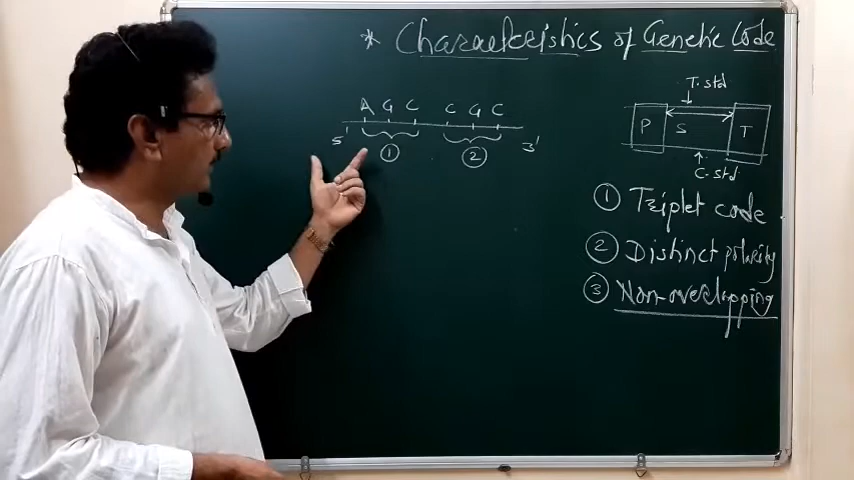 * Characteristics of Genetic Code
A G C C G C
5' 3'
① ②
T. std
P S T
C. std
① Triplet code
② Distinct polarity
③ Non-overlapping